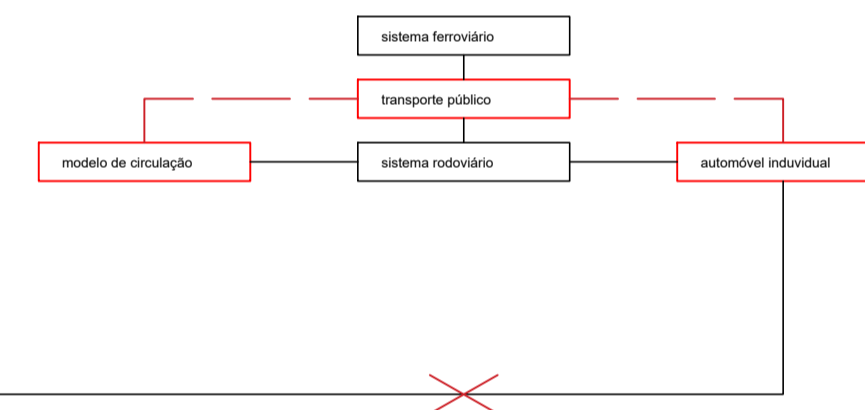 sistema ferroviário
transporte público
modelo de circulação
sistema rodoviário
automóvel induvidual